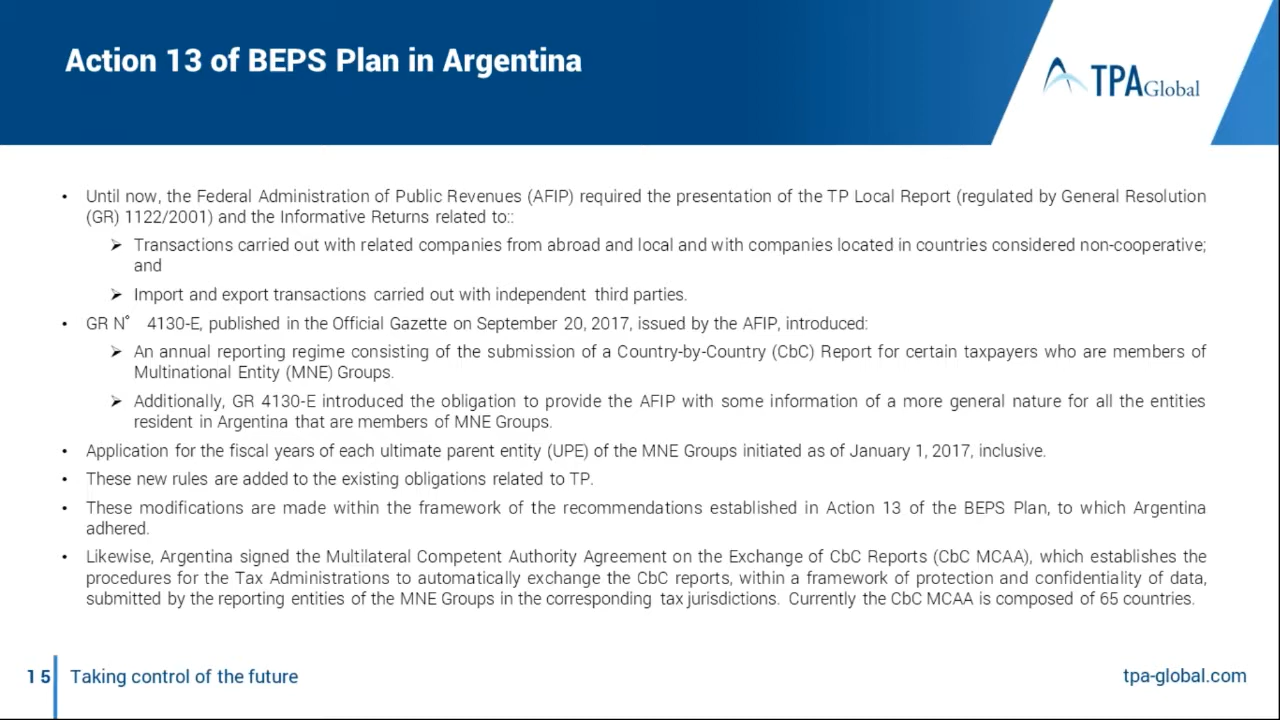 Action 13 of BEPS Plan in Argentina
TPAGlobal
• Until now, the Federal Administration of Public Revenues (AFIP) required the presentation of the TP Local Report (regulated by General Resolution
(GR) 1122/2001) and the Informative Returns related to::
➢ Transactions carried out with related companies from abroad and local and with companies located in countries considered non-cooperative;
and
➢ Import and export transactions carried out with independent third parties.
• GR N° 4130-E, published in the Official Gazette on September 20, 2017, issued by the AFIP, introduced:
➢ An annual reporting regime consisting of the submission of a Country-by-Country (CbC) Report for certain taxpayers who are members of
Multinational Entity (MNE) Groups.
➢ Additionally, GR 4130-E introduced the obligation to provide the AFIP with some information of a more general nature for all the entities
resident in Argentina that are members of MNE Groups.
• Application for the fiscal years of each ultimate parent entity (UPE) of the MNE Groups initiated as of January 1, 2017, inclusive.
• These new rules are added to the existing obligations related to TP.
• These modifications are made within the framework of the recommendations established in Action 13 of the BEPS Plan, to which Argentina
adhered.
• Likewise, Argentina signed the Multilateral Competent Authority Agreement on the Exchange of CbC Reports (CbC MCAA), which establishes the
procedures for the Tax Administrations to automatically exchange the CbC reports, within a framework of protection and confidentiality of data,
submitted by the reporting entities of the MNE Groups in the corresponding tax jurisdictions. Currently the CbC MCAA is composed of 65 countries.
15 Taking control of the future
tpa-global.com